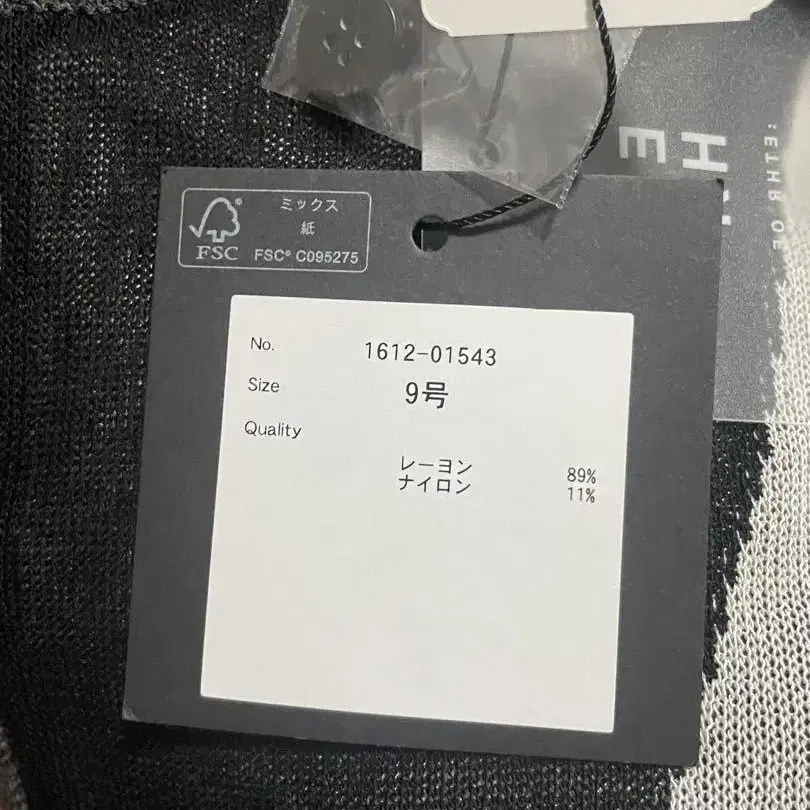 ミックス
紙
FSC
FSC® C095275
No. 1612-01543
Size 9号
Quality
レーヨン 89%
ナイロン 11%